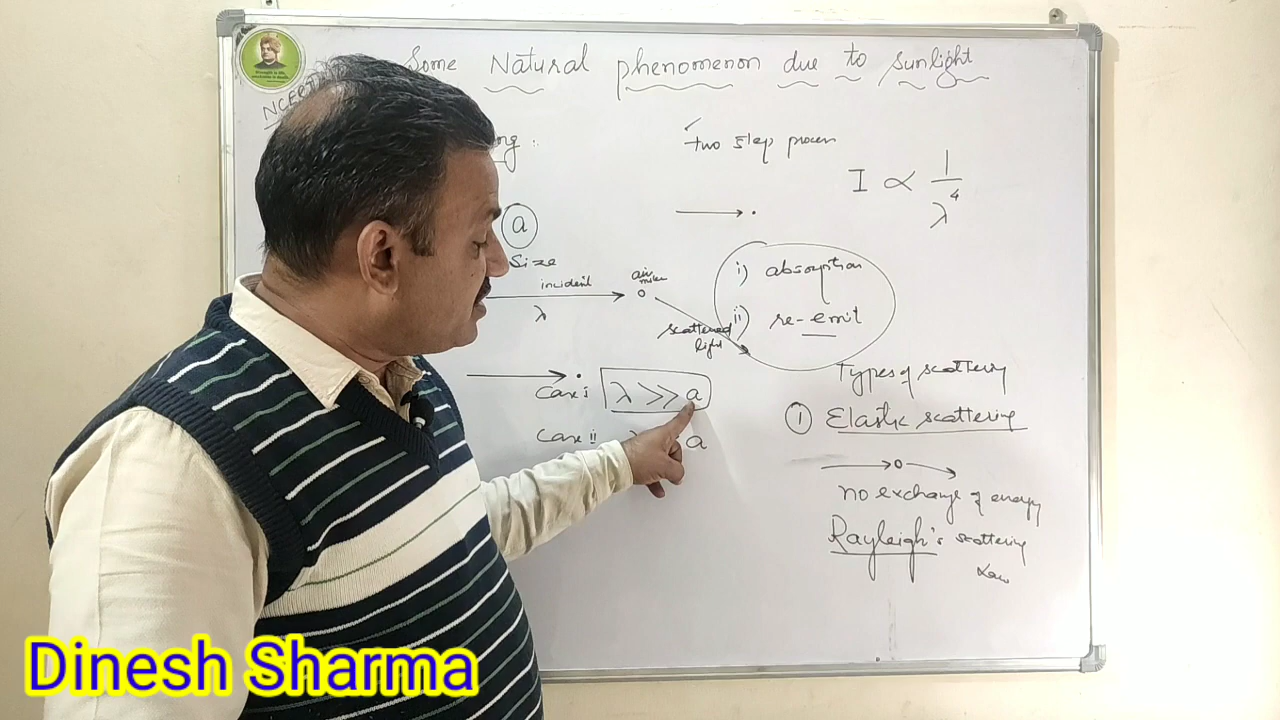 Some Natural phenomenon due to sunlight
NCERT
two step process
I ∝ 1/λ⁴
a
Size
i) absorption
ii) re-emit
incident
λ
air
scattered
light
Types of scattering
Case i λ >> a
① Elastic scattering
Case ii
a
no exchange of energy
Rayleigh's scattering
Law
Dinesh Sharma